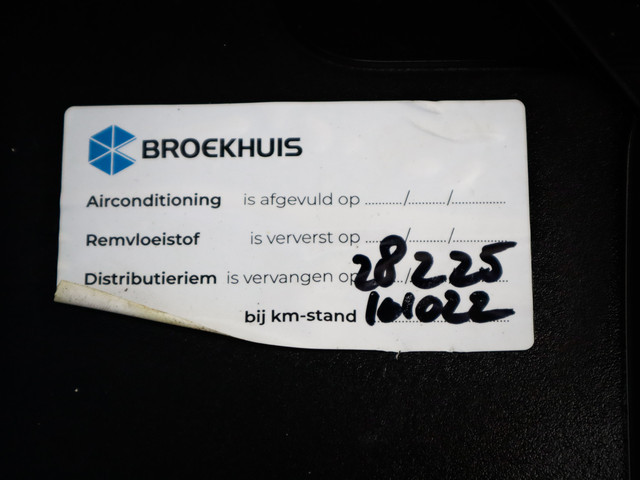 BROEKHUIS
Airconditioning is afgevuld op ......../........../..............
Remvloeistof is ververst op ......../........../..............
Distributieriem is vervangen op 28 2 25
bij km-stand 101022